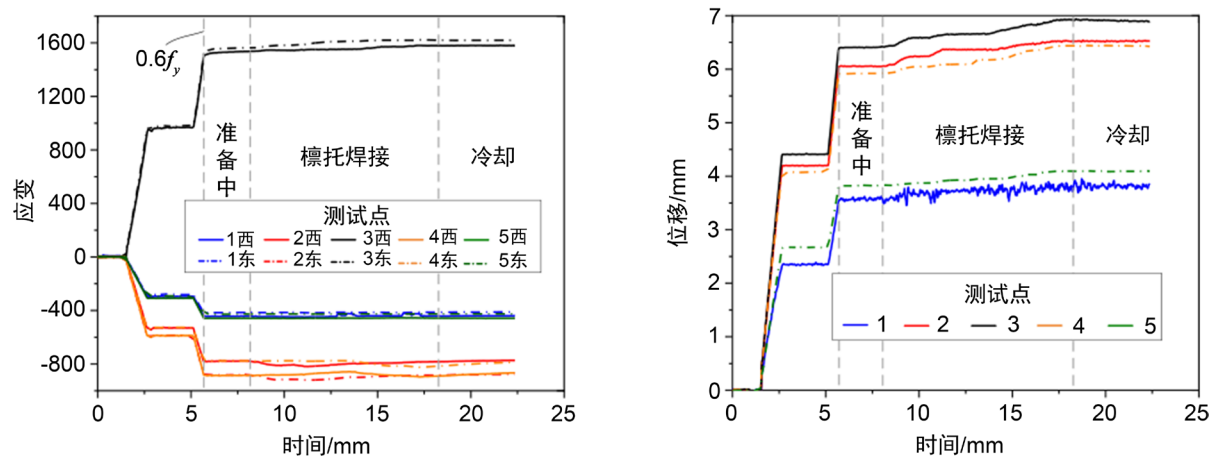 1600
1200
800
400
0
-400
-800
应变
0.6fy
准备中
檩托焊接
冷却
测试点
1西 2西 3西 4西 5西
1东 2东 3东 4东 5东
0 5 10 15 20 25
时间/mm
7
6
5
4
3
2
1
0
位移/mm
准备中
檩托焊接
冷却
测试点
1 2 3 4 5
0 5 10 15 20 25
时间/mm